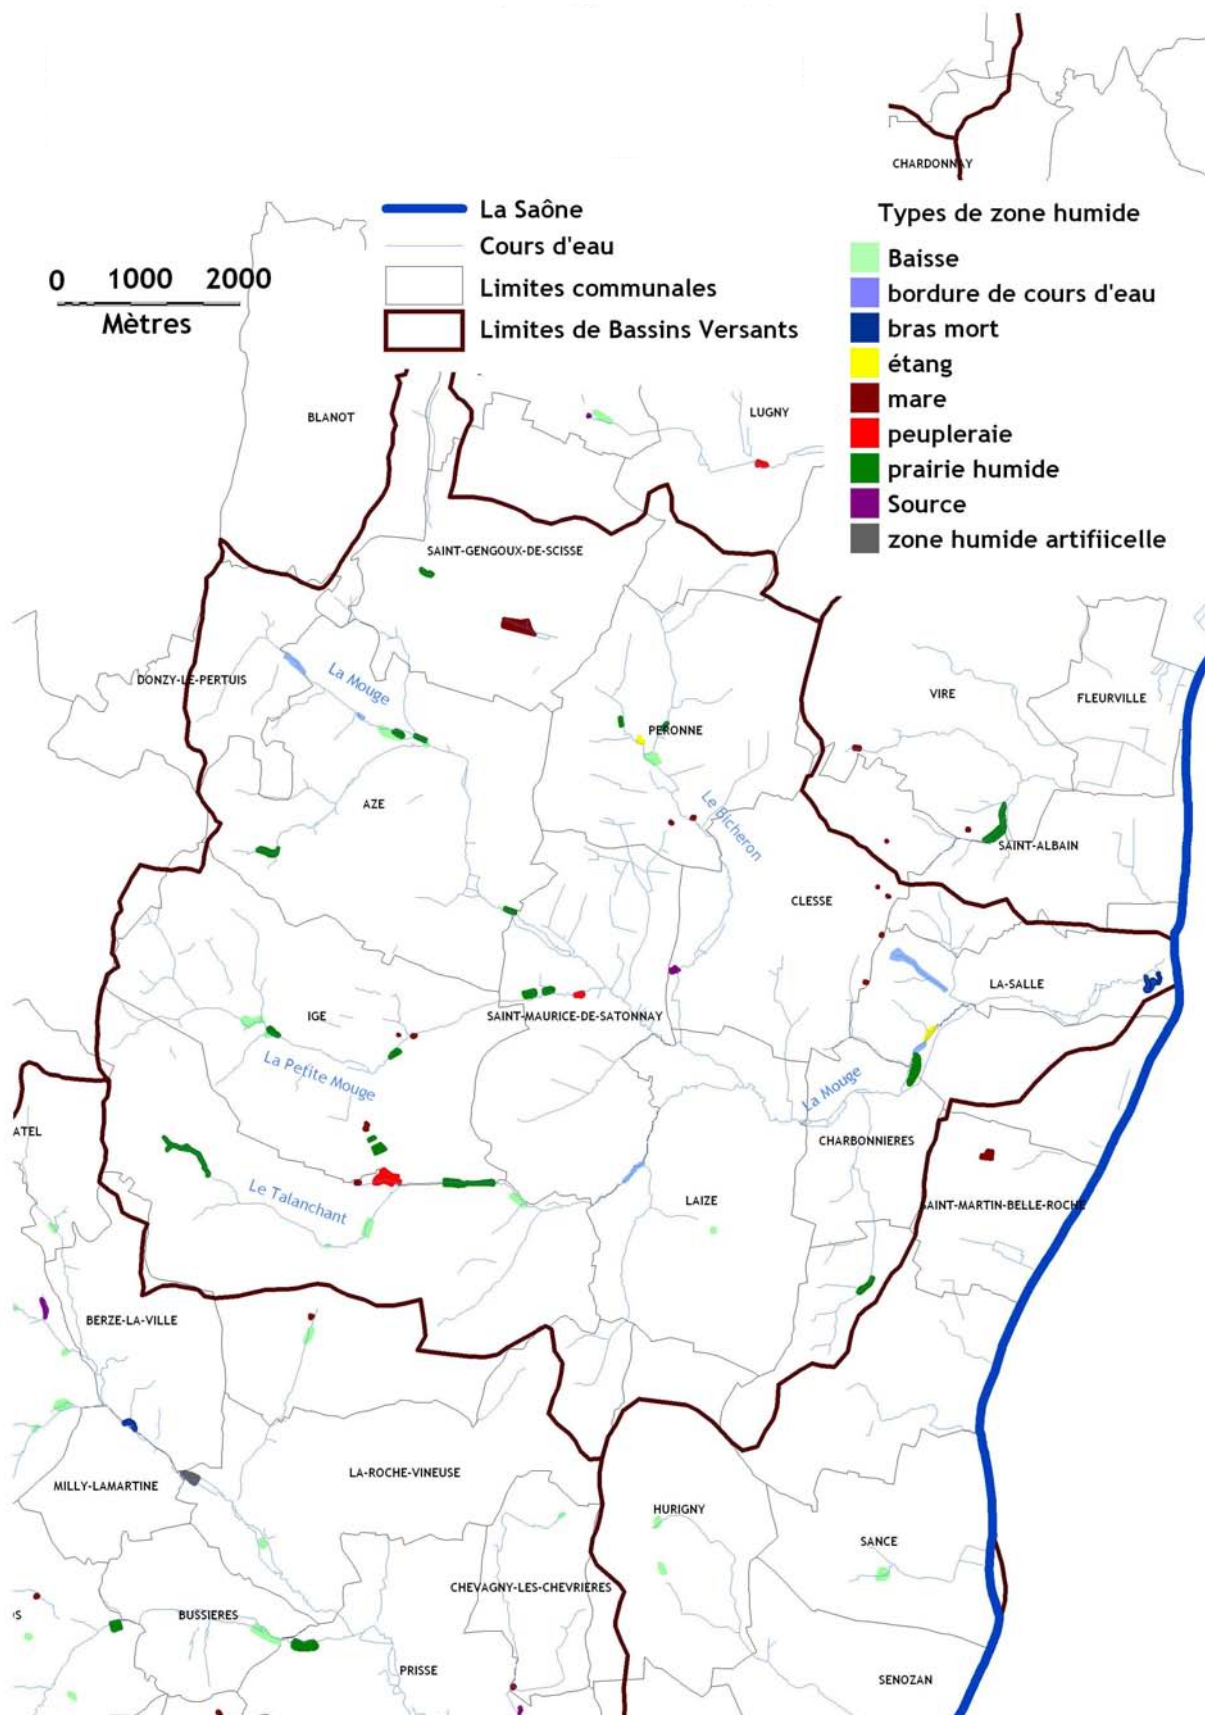 CHARDONNAY
La Saône
Types de zone humide
Cours d'eau
Baisse
0 1000 2000
Mètres
Limites communales
bordure de cours d'eau
Limites de Bassins Versants
bras mort
étang
mare
peupleraie
prairie humide
Source
zone humide artifiicelle
BLANOT
LUGNY
SAINT-GENGOUX-DE-SCISSE
DONZY-LE-PERTUIS
La Mouge
VIRE
FLEURVILLE
PERONNE
AZE
Le Bicheron
SAINT-ALBAIN
CLESSE
LA-SALLE
IGE
SAINT-MAURICE-DE-SATONNAY
La Petite Mouge
La Mouge
ATEL
CHARBONNIERES
Le Talanchant
LAIZE
SAINT-MARTIN-BELLE-ROCHE
BERZE-LA-VILLE
LA-ROCHE-VINEUSE
MILLY-LAMARTINE
HURIGNY
SANCE
CHEVAGNY-LES-CHEVRIERES
OS
BUSSIERES
PRISSE
SENOZAN